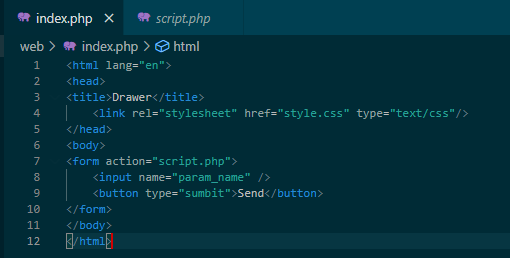 index.php × script.php
web > index.php > html
1 <html lang="en">
2 <head>
3 <title>Drawer</title>
4 <link rel="stylesheet" href="style.css" type="text/css"/>
5 </head>
6 <body>
7 <form action="script.php">
8 <input name="param_name" />
9 <button type="sumbit">Send</button>
10 </form>
11 </body>
12 </html>